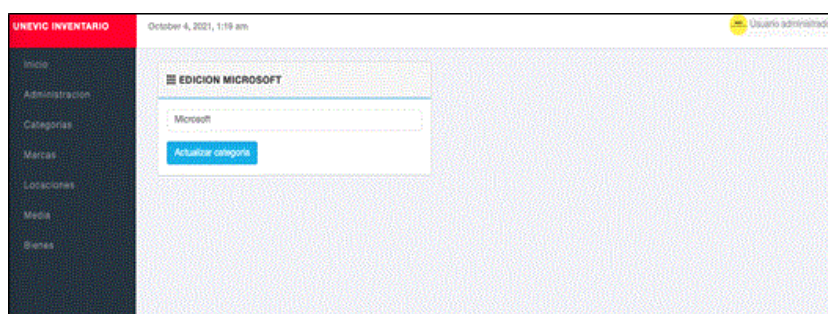 UNEVIC INVENTARIO
October 4, 2021, 1:19 am
Usuario administrado
Inicio
Administracion
Categorias
Marcas
Locaciones
Media
Bienes
EDICION MICROSOFT
Microsoft
Actualizar categoria